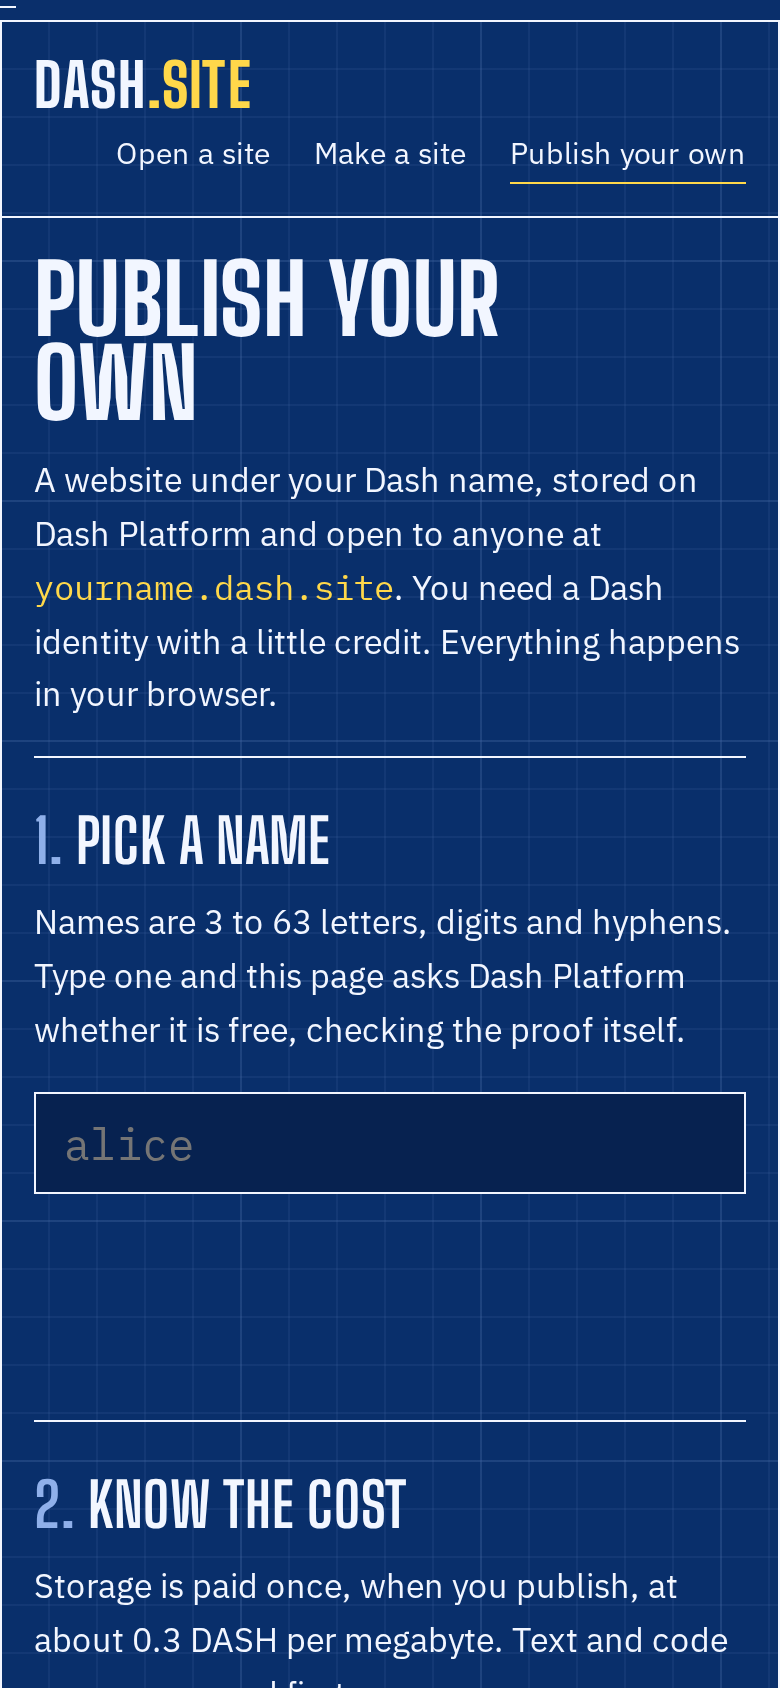 DASH.SITE
Open a site Make a site Publish your own
PUBLISH YOUR
OWN
A website under your Dash name, stored on
Dash Platform and open to anyone at
yourname.dash.site. You need a Dash
identity with a little credit. Everything happens
in your browser.
1. PICK A NAME
Names are 3 to 63 letters, digits and hyphens.
Type one and this page asks Dash Platform
whether it is free, checking the proof itself.
alice
2. KNOW THE COST
Storage is paid once, when you publish, at
about 0.3 DASH per megabyte. Text and code